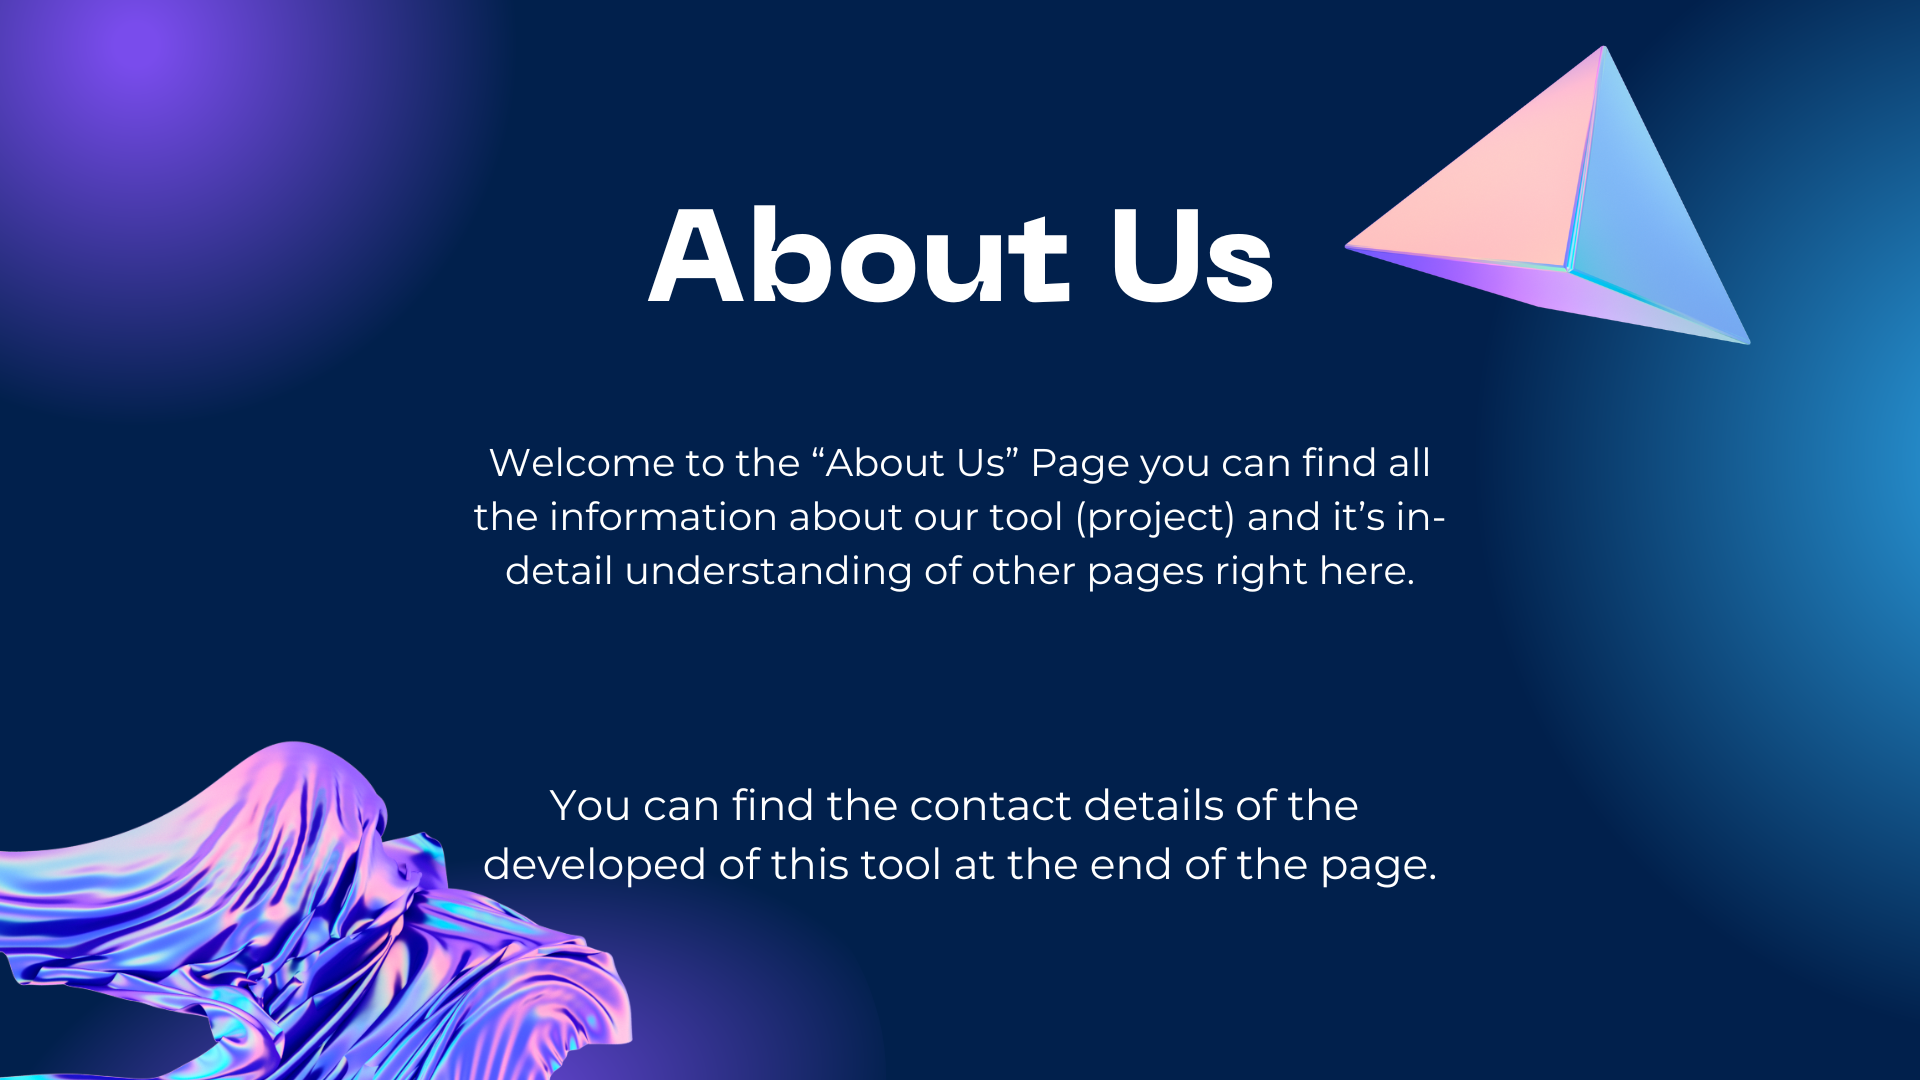 About Us
Welcome to the “About Us” Page you can find all
the information about our tool (project) and it’s in-
detail understanding of other pages right here.
You can find the contact details of the
developed of this tool at the end of the page.